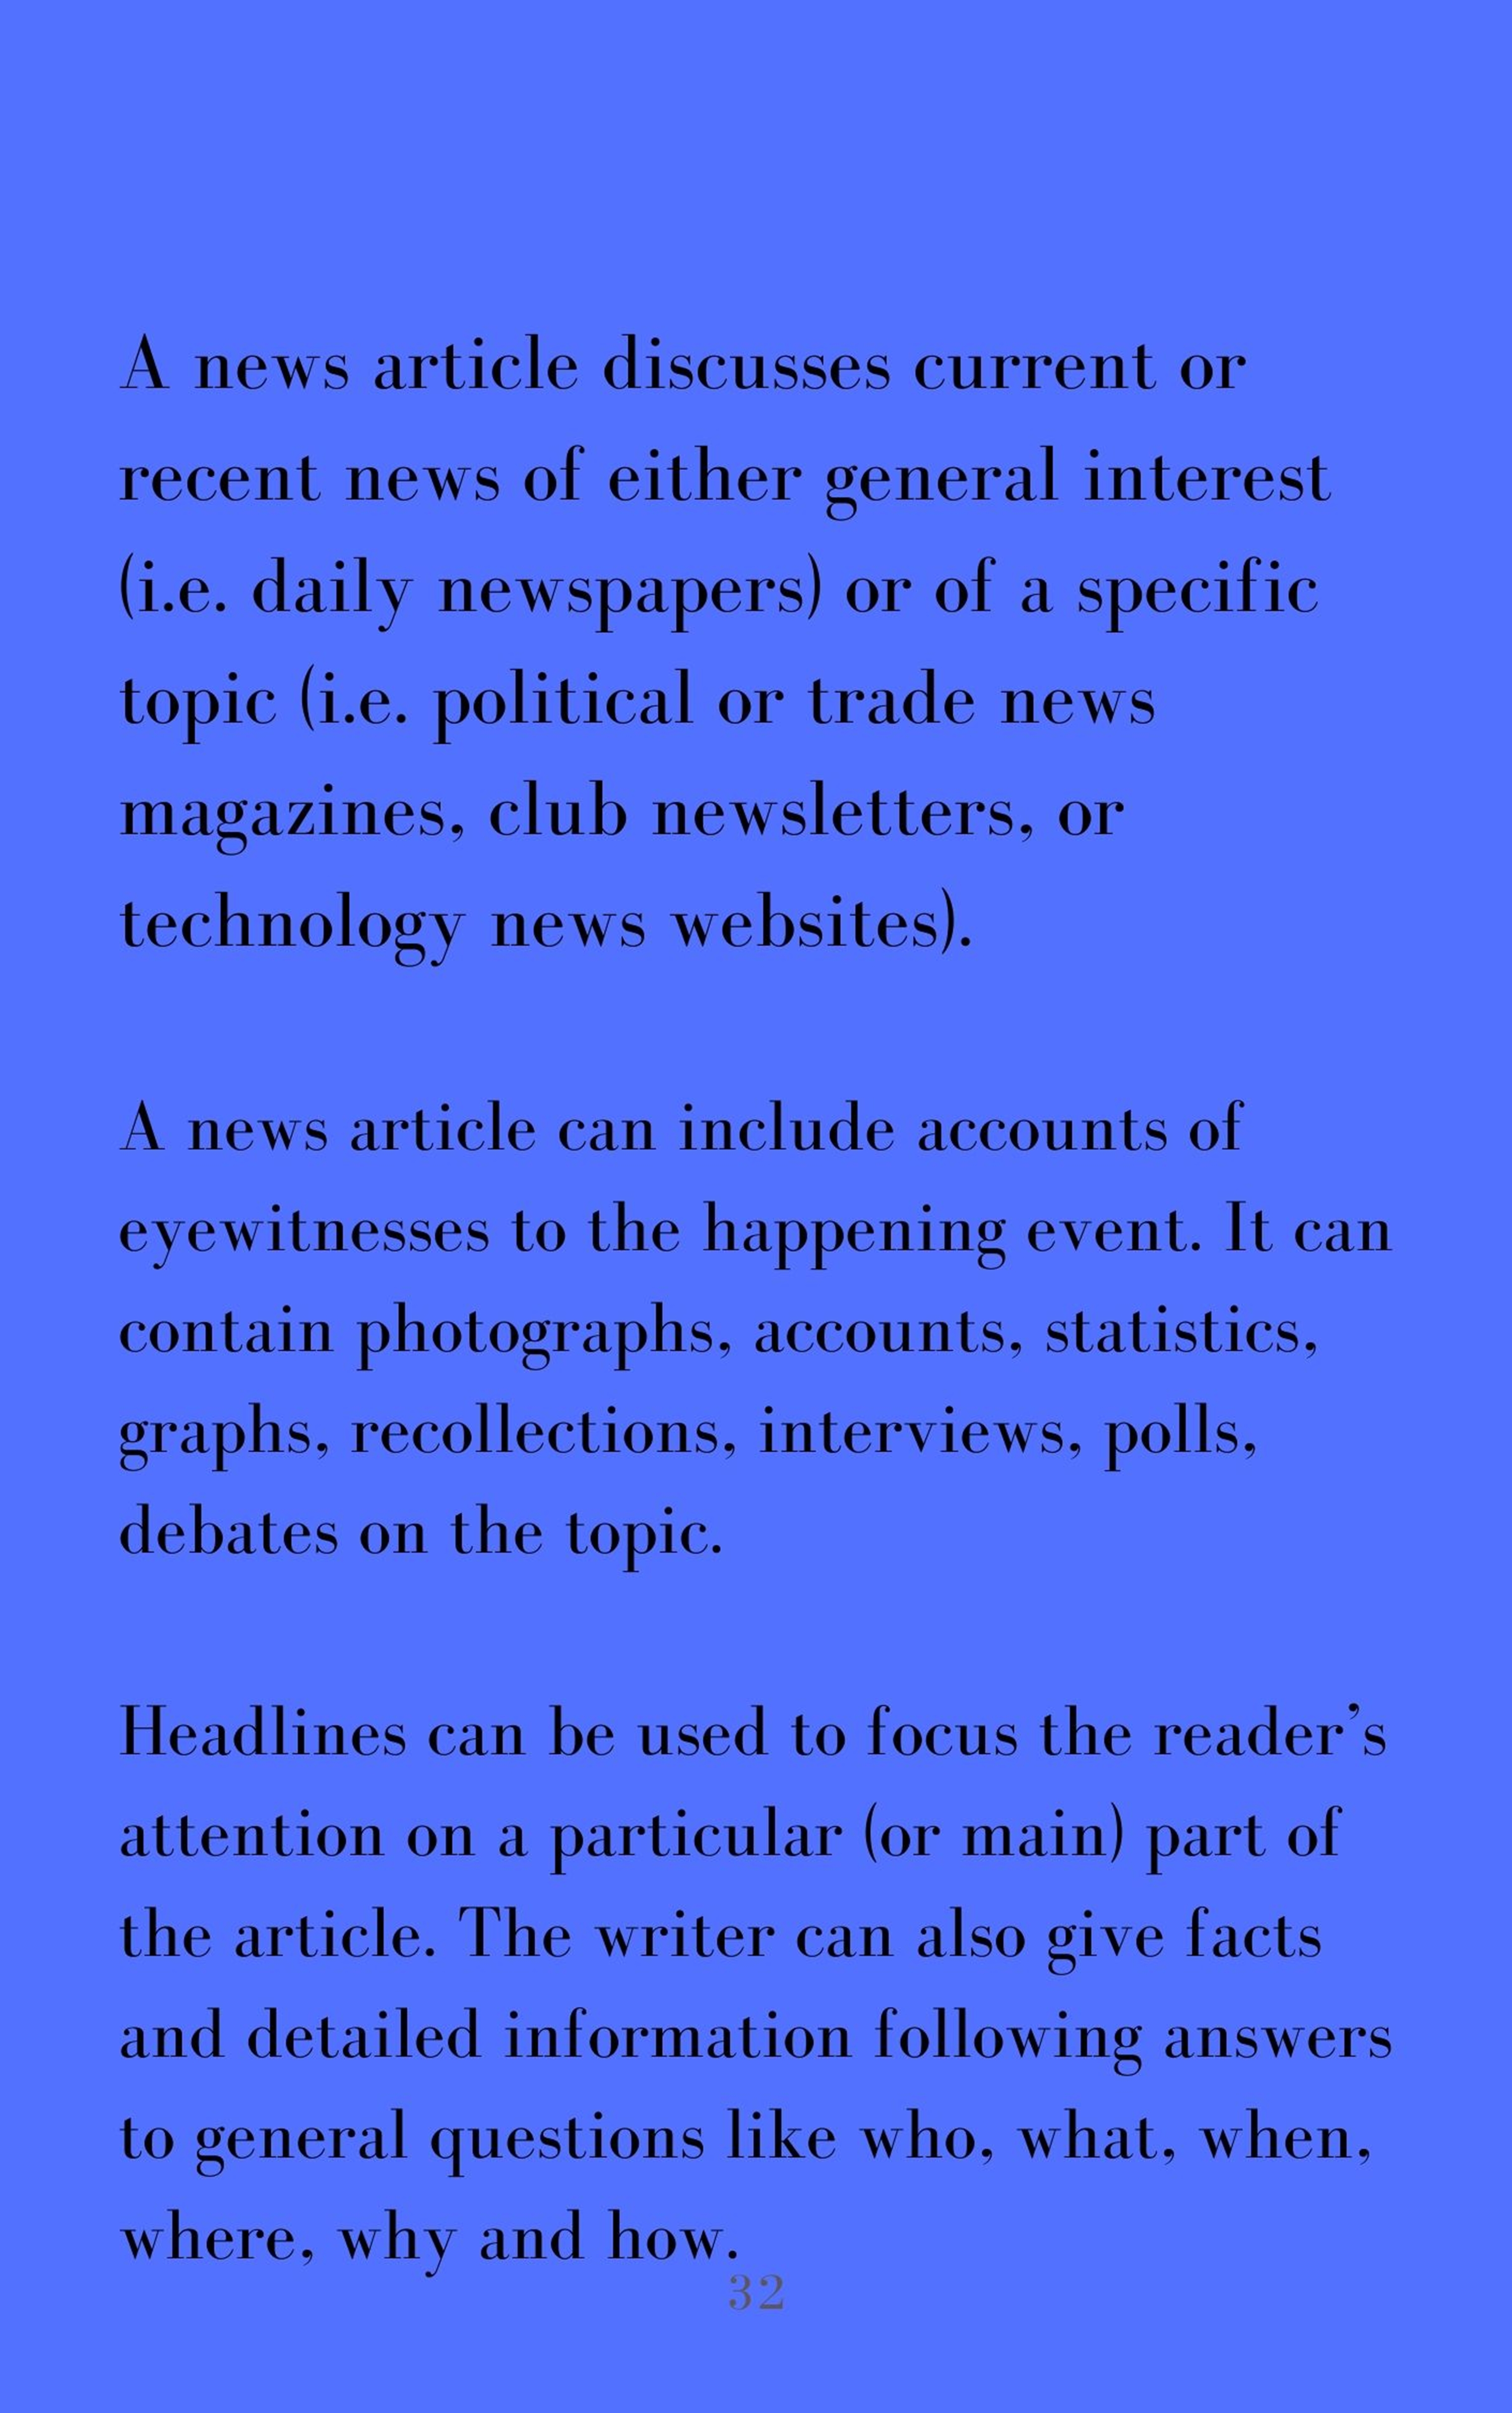 A news article discusses current or
recent news of either general interest
(i.e. daily newspapers) or of a specific
topic (i.e. political or trade news
magazines, club newsletters, or
technology news websites).
A news article can include accounts of
eyewitnesses to the happening event. It can
contain photographs, accounts, statistics,
graphs, recollections, interviews, polls,
debates on the topic.
Headlines can be used to focus the reader’s
attention on a particular (or main) part of
the article. The writer can also give facts
and detailed information following answers
to general questions like who, what, when,
where, why and how.
32